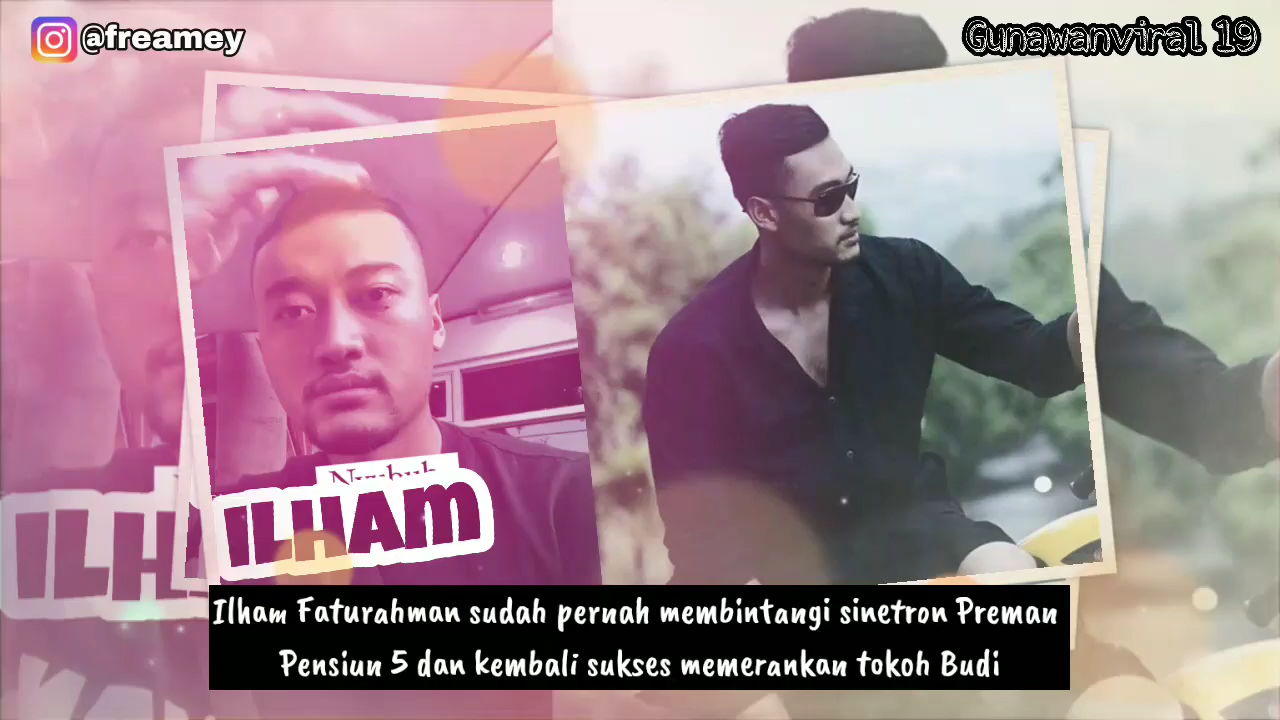 @freamey
Gunawanviral 19
ILHAM
Ilham Faturahman sudah pernah membintangi sinetron Preman
Pensiun 5 dan kembali sukses memerankan tokoh Budi